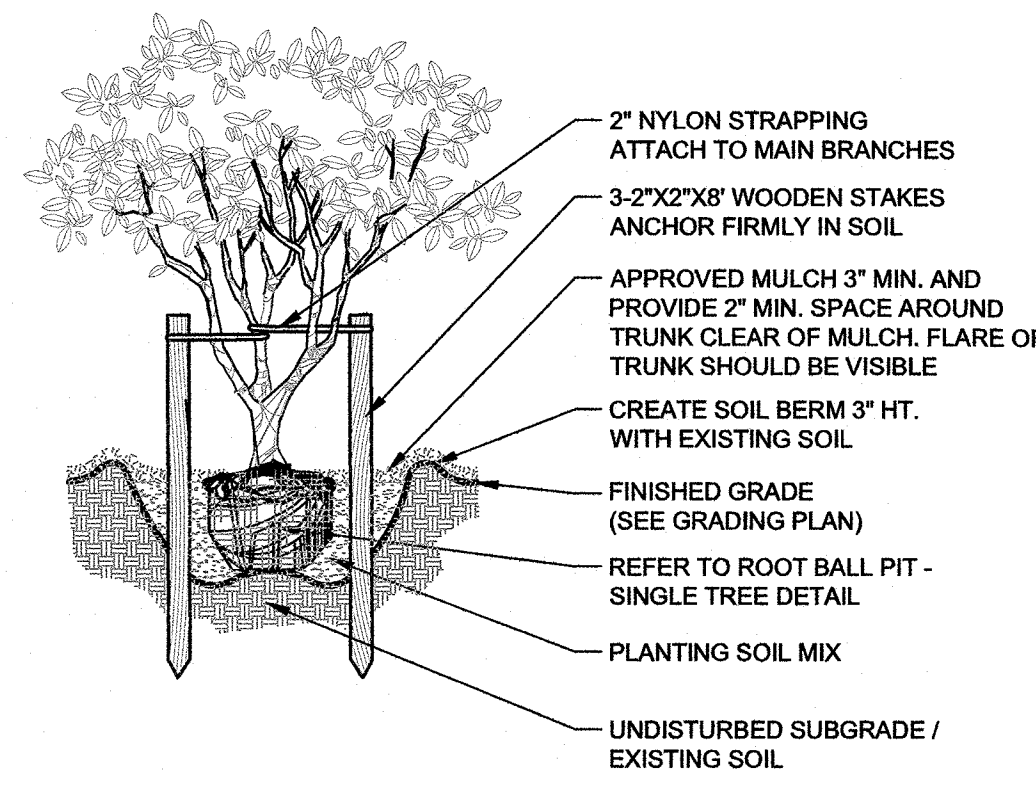 2" NYLON STRAPPING
ATTACH TO MAIN BRANCHES
3-2"X2"X8' WOODEN STAKES
ANCHOR FIRMLY IN SOIL
APPROVED MULCH 3" MIN. AND
PROVIDE 2" MIN. SPACE AROUND
TRUNK CLEAR OF MULCH. FLARE OF
TRUNK SHOULD BE VISIBLE
CREATE SOIL BERM 3" HT.
WITH EXISTING SOIL
FINISHED GRADE
(SEE GRADING PLAN)
REFER TO ROOT BALL PIT -
SINGLE TREE DETAIL
PLANTING SOIL MIX
UNDISTURBED SUBGRADE /
EXISTING SOIL